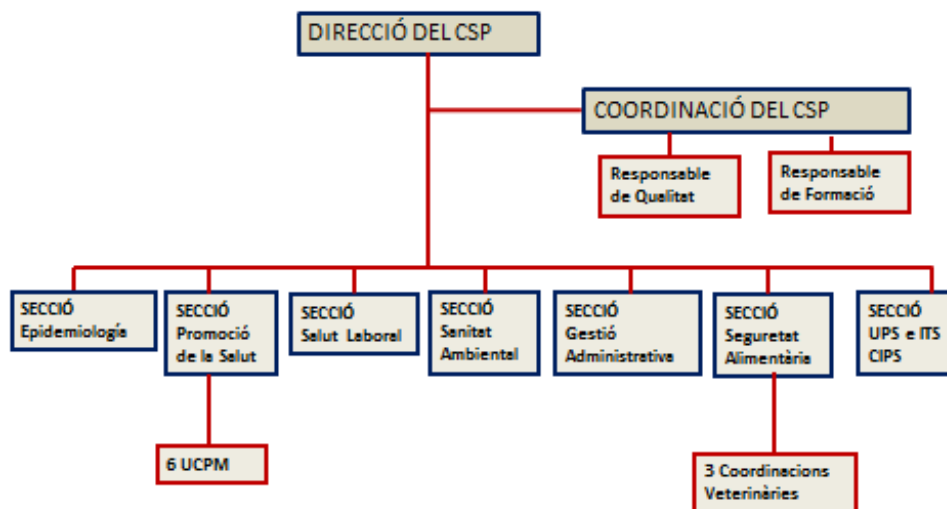 DIRECCIÓ DEL CSP
COORDINACIÓ DEL CSP
Responsable
de Qualitat
Responsable
de Formació
SECCIÓ
Epidemiología
SECCIÓ
Promoció
de la Salut
SECCIÓ
Salut Laboral
SECCIÓ
Sanitat
Ambiental
SECCIÓ
Gestió
Administrativa
SECCIÓ
Seguretat
Alimentària
SECCIÓ
UPS e ITS
CIPS
6 UCPM
3 Coordinacions
Veterinàries